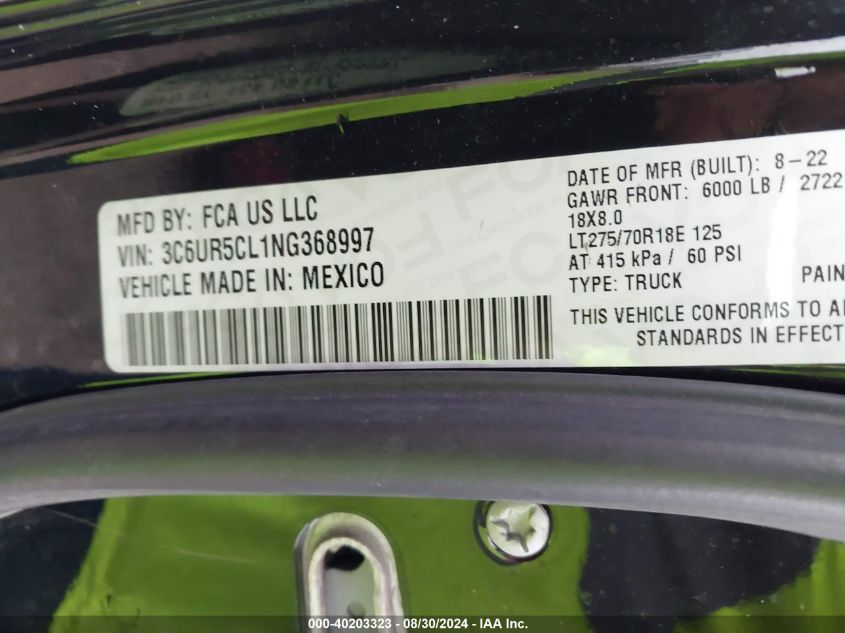 MFD BY: FCA US LLC
VIN: 3C6UR5CL1NG368997
VEHICLE MADE IN: MEXICO
DATE OF MFR (BUILT): 8-22
GAWR FRONT: 6000 LB / 2722
18X8.0
LT275/70R18E 125
AT 415 kPa / 60 PSI
TYPE: TRUCK
PAIN
THIS VEHICLE CONFORMS TO
STANDARDS IN EFFECT
000-40203323 - 08/30/2024 - IAA Inc.